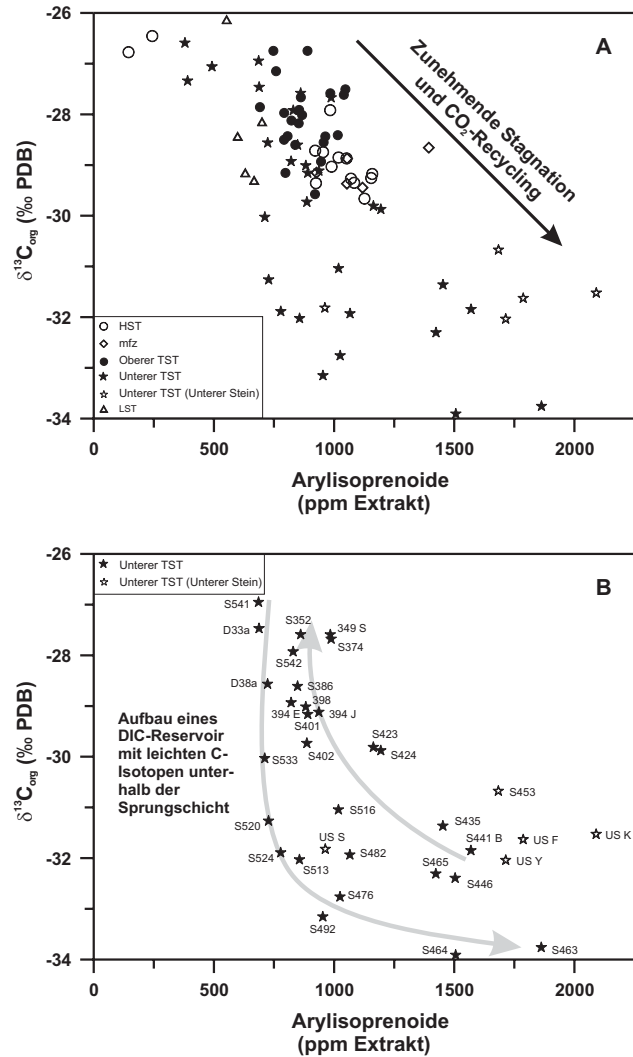 -26
-28
-30
-32
-34
δ13Corg (‰ PDB)
A
Zunehmende Stagnation
und CO2-Recycling
HST
mfz
Oberer TST
Unterer TST
Unterer TST (Unterer Stein)
LST
0
500
1000
1500
2000
Arylisoprenoide
(ppm Extrakt)
-26
-28
-30
-32
-34
δ13Corg (‰ PDB)
B
Unterer TST
Unterer TST (Unterer Stein)
S541
D33a
S352
349 S
S374
S542
D38a
S386
398
394 E
394 J
S401
S402
S423
S424
S533
Aufbau eines
DIC-Reservoir
mit leichten C-
Isotopen unter-
halb der
Sprungschicht
S453
S516
S520
S435
US S
US F
US K
S524
S513
S482
S441 B
US Y
S465
S446
S476
S492
S464
S463
0
500
1000
1500
2000
Arylisoprenoide
(ppm Extrakt)